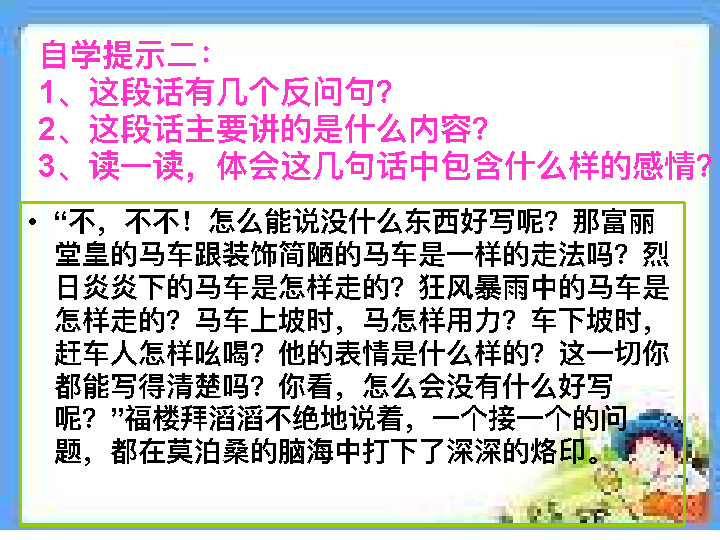 自学提示二：
1、这段话有几个反问句？
2、这段话主要讲的是什么内容？
3、读一读，体会这几句话中包含什么样的感情？
• “不，不不！怎么能说没什么东西好写呢？那富丽
堂皇的马车跟装饰简陋的马车是一样的走法吗？烈
日炎炎下的马车是怎样走的？狂风暴雨中的马车是
怎样走的？马车上坡时，马怎样用力？车下坡时，
赶车人怎样吆喝？他的表情是什么样的？这一切你
都能写得清楚吗？你看，怎么会没有什么好写
呢？”福楼拜滔滔不绝地说着，一个接一个的问
题，都在莫泊桑的脑海中打下了深深的烙印。